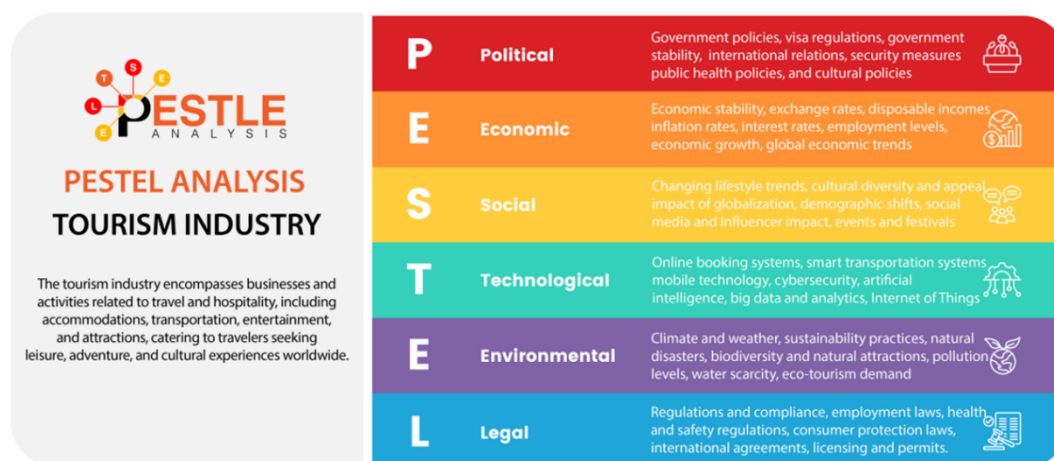 T
S
E
L
E
PESTLE
ANALYSIS
PESTEL ANALYSIS
TOURISM INDUSTRY
The tourism industry encompasses businesses and
activities related to travel and hospitality, including
accommodations, transportation, entertainment,
and attractions, catering to travelers seeking
leisure, adventure, and cultural experiences worldwide.
P
Political
Government policies, visa regulations, government
stability, international relations, security measures
public health policies, and cultural policies
E
Economic
Economic stability, exchange rates, disposable incomes
inflation rates, interest rates, employment levels,
economic growth, global economic trends
S
Social
Changing lifestyle trends, cultural diversity and appeal
impact of globalization, demographic shifts, social
media and influencer impact, events and festivals
T
Technological
Online booking systems, smart transportation systems
mobile technology, cybersecurity, artificial
intelligence, big data and analytics, Internet of Things
E
Environmental
Climate and weather, sustainability practices, natural
disasters, biodiversity and natural attractions, pollution
levels, water scarcity, eco-tourism demand
L
Legal
Regulations and compliance, employment laws, health
and safety regulations, consumer protection laws,
international agreements, licensing and permits.